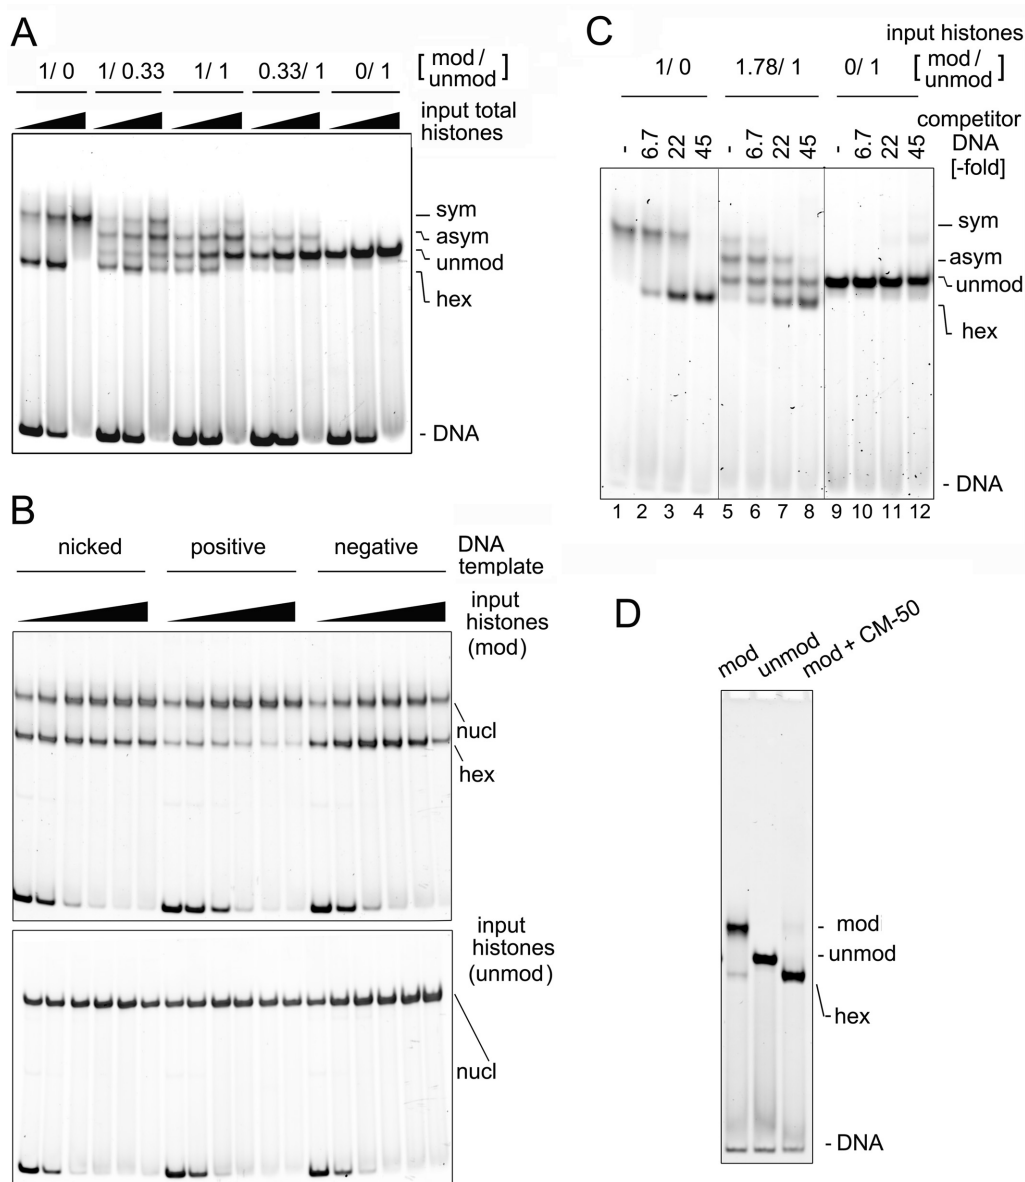 A
1/ 0 1/ 0.33 1/ 1 0.33/ 1 0/ 1 [ mod / unmod ]
input total
histones
sym
asym
unmod
hex
- DNA
B
nicked positive negative DNA
template
input
histones
(mod)
nucl
hex
input
histones
(unmod)
nucl
C
input histones
1/ 0 1.78/ 1 0/ 1 [ mod / unmod ]
competitor
DNA
[-fold]
- 6.7 22 45 - 6.7 22 45 - 6.7 22 45
sym
- asym
unmod
hex
- DNA
1 2 3 4 5 6 7 8 9 10 11 12
D
mod unmod mod + CM-50
- mod
- unmod
- hex
- DNA